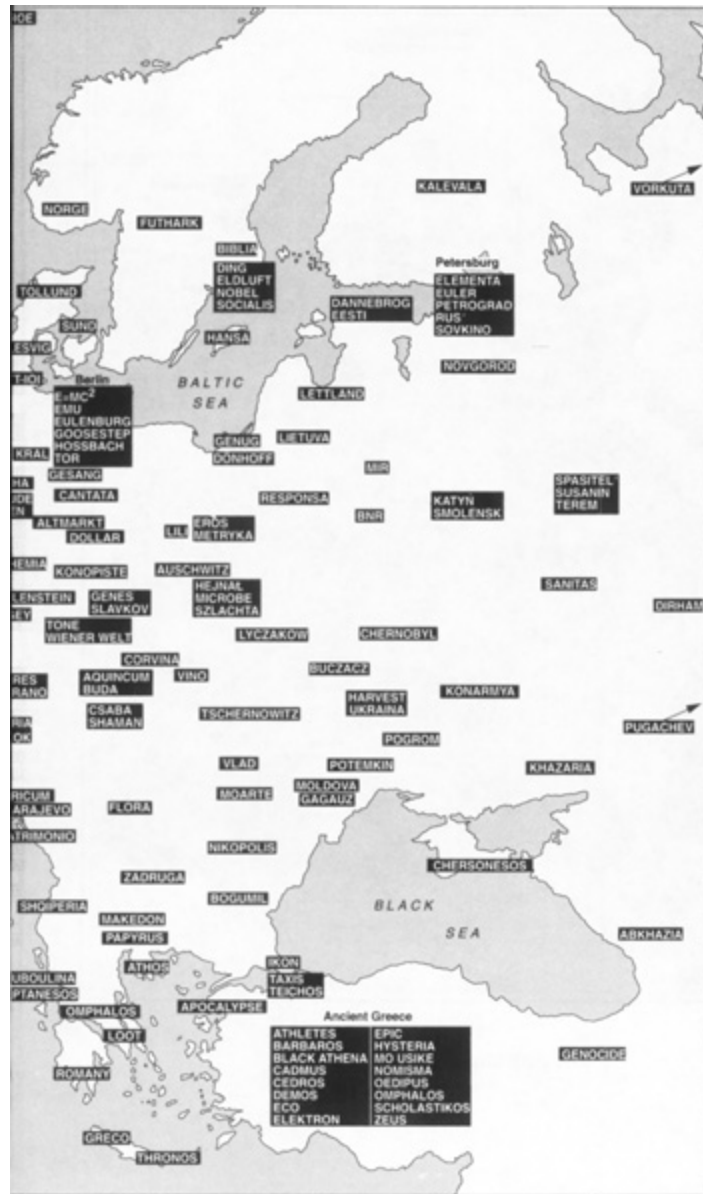 NORGE
FUTHARK
KALEVALA
VORKUTA
BIBLIA
DING
ELDLUFT
NOBEL
SOCIALIS
Petersburg
ELEMENTA
EULER
PETROGRAD
RUS'
SOVKINO
TOLLUND
SUND
DANNEBROG
EESTI
HANSA
NOVGOROD
BALTIC
SEA
LETTLAND
Berlin
E=MC2
EMU
EULENBURG
GOOSESTEP
HOSSBACH
TOR
GENUG
DÖNHOFF
LIETUVA
KRAL
GESANG
MIR
CANTATA
RESPONSA
BNR
KATYN
SMOLENSK
SPASITEL'
SUSANIN
TEREM
ALTMARKT
DOLLAR
LILI
EROS
METRYKA
KONOPISTE
AUSCHWITZ
HEJNAŁ
MICROBE
SZLACHTA
SANITAS
DIRHAM
GENES
SLAVKOV
TONE
WIENER WELT
LYCZAKÓW
CHERNOBYL
CORVINA
VINO
BUCZACZ
AQUINCUM
BUDA
KONARMYA
HARVEST
UKRAINA
CSABA
SHAMAN
TSCHERNOWITZ
PUGACHEV
POGROM
VLAD
POTEMKIN
KHAZARIA
MOARTE
MOLDOVA
GAGAUZ
FLORA
NIKOPOLIS
CHERSONESOS
ZADRUGA
BOGUMIL
BLACK
SEA
SHQIPERIA
MAKEDON
PAPYRUS
ABKHAZIA
ATHOS
IKON
TAXIS
TEICHOS
APOCALYPSE
OMPHALOS
LOOT
Ancient Greece
ATHLETES
BARBAROS
BLACK ATHENA
CADMUS
CEDROS
DEMOS
ECO
ELEKTRON
EPIC
HYSTERIA
MO USIKE
NOMISMA
OEDIPUS
OMPHALOS
SCHOLASTIKOS
ZEUS
GENOCIDE
ROMANY
GRECO
THRONOS